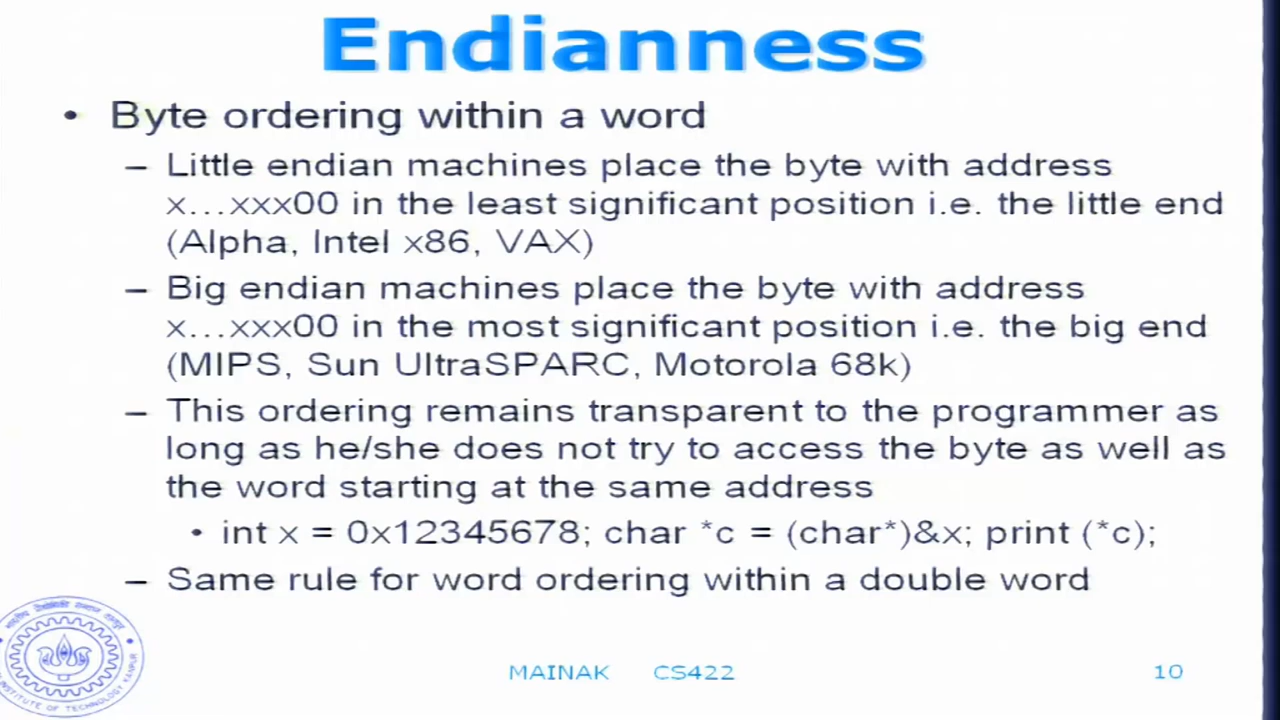 Endianness
• Byte ordering within a word
– Little endian machines place the byte with address
x...xxx00 in the least significant position i.e. the little end
(Alpha, Intel x86, VAX)
– Big endian machines place the byte with address
x...xxx00 in the most significant position i.e. the big end
(MIPS, Sun UltraSPARC, Motorola 68k)
– This ordering remains transparent to the programmer as
long as he/she does not try to access the byte as well as
the word starting at the same address
• int x = 0x12345678; char *c = (char*)&x; print (*c);
– Same rule for word ordering within a double word
INSTITUTE OF TECHNOLOGY KANPUR
MAINAK CS422
10